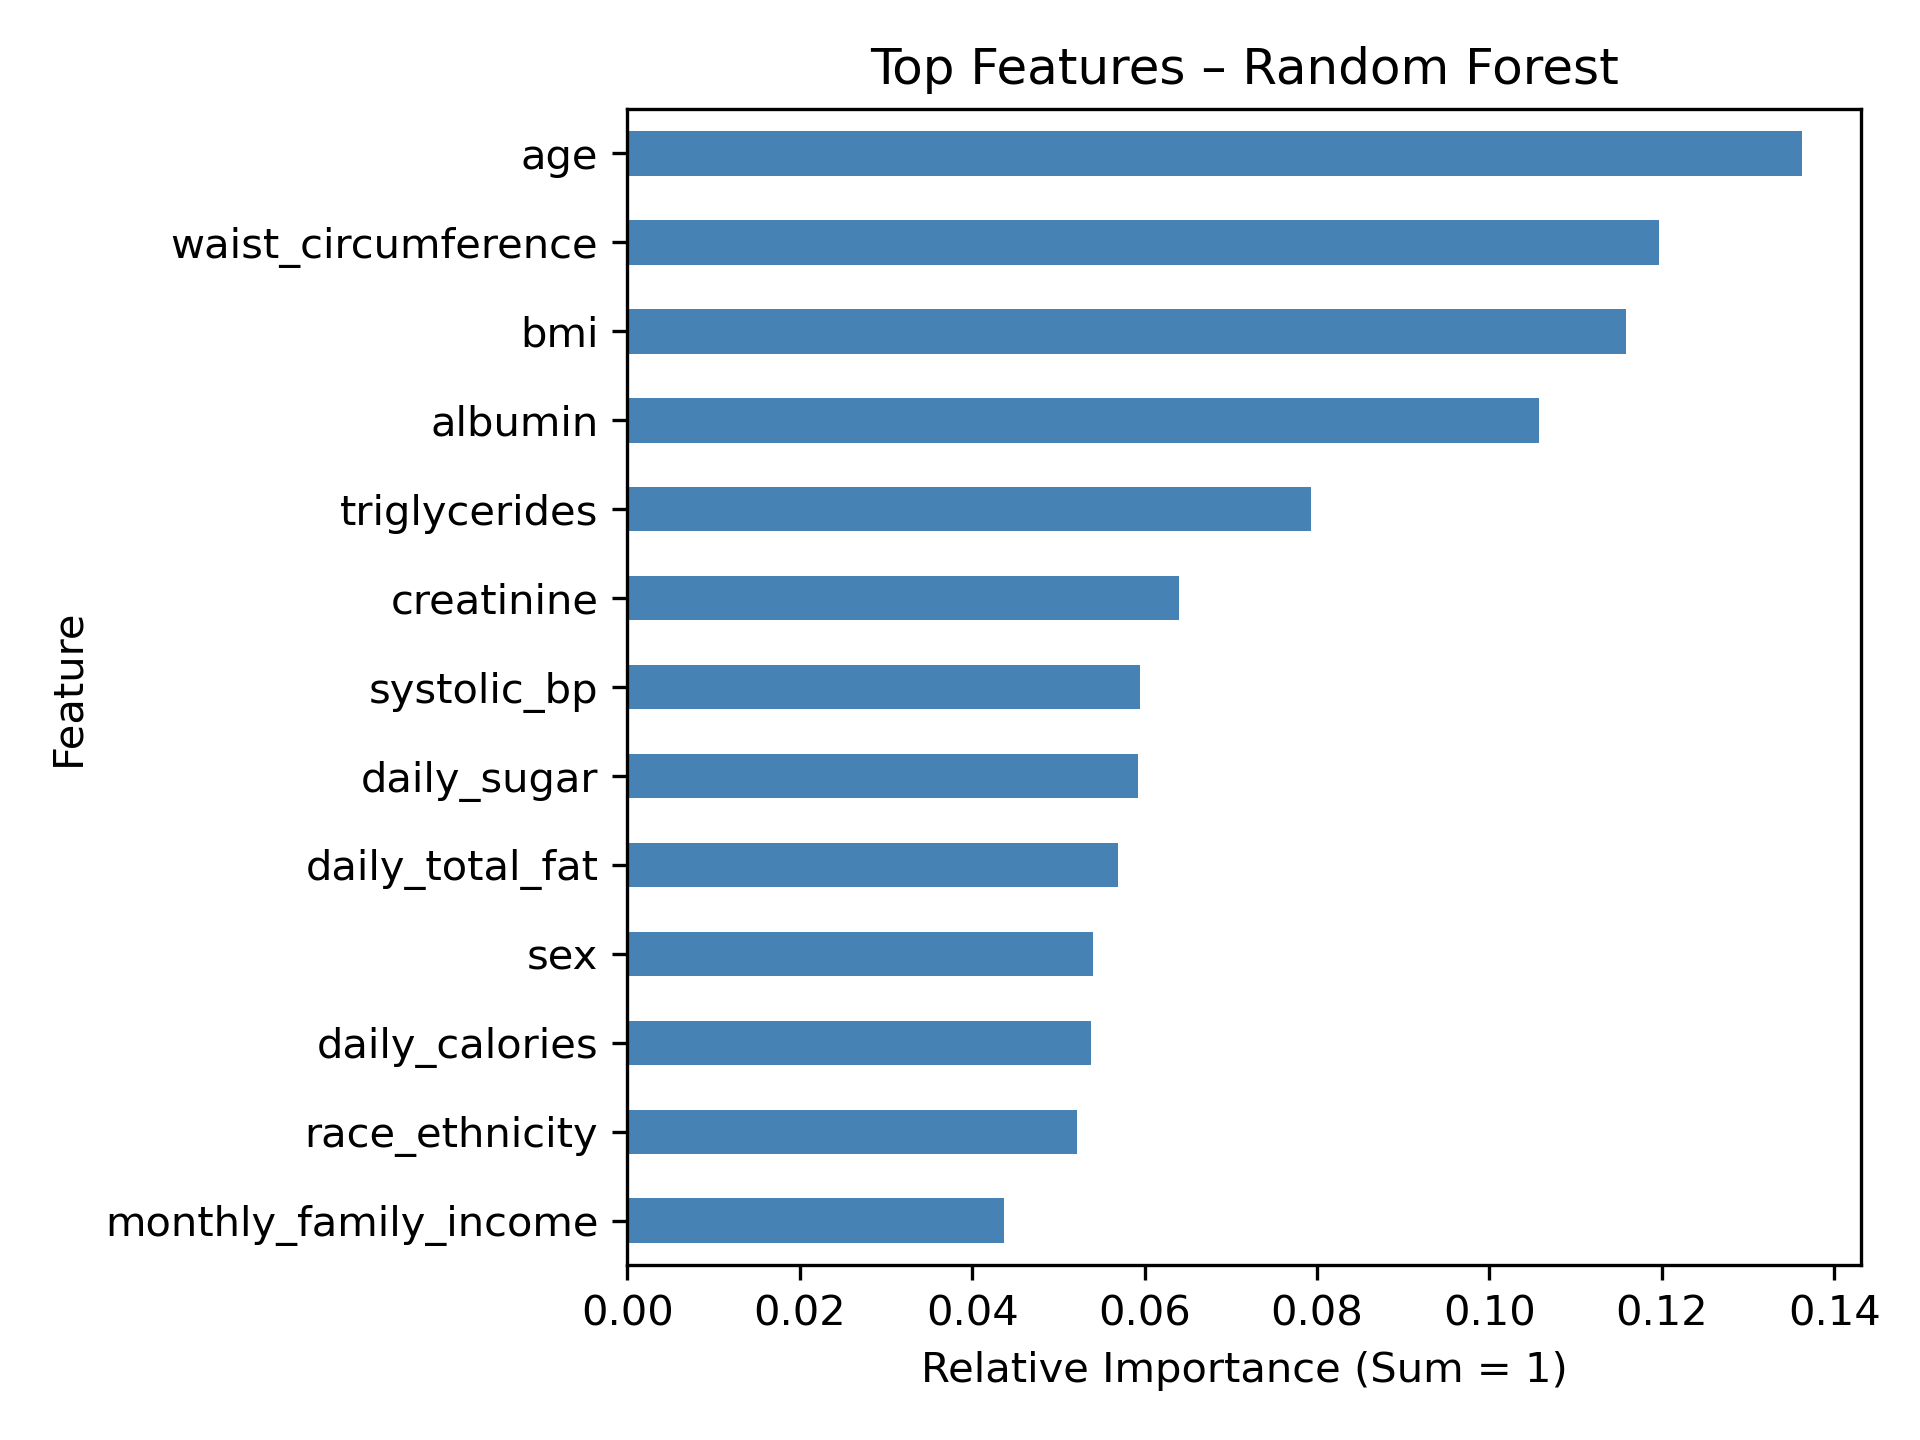 Top Features – Random Forest
Feature
age
waist_circumference
bmi
albumin
triglycerides
creatinine
systolic_bp
daily_sugar
daily_total_fat
sex
daily_calories
race_ethnicity
monthly_family_income
0.00 0.02 0.04 0.06 0.08 0.10 0.12 0.14
Relative Importance (Sum = 1)